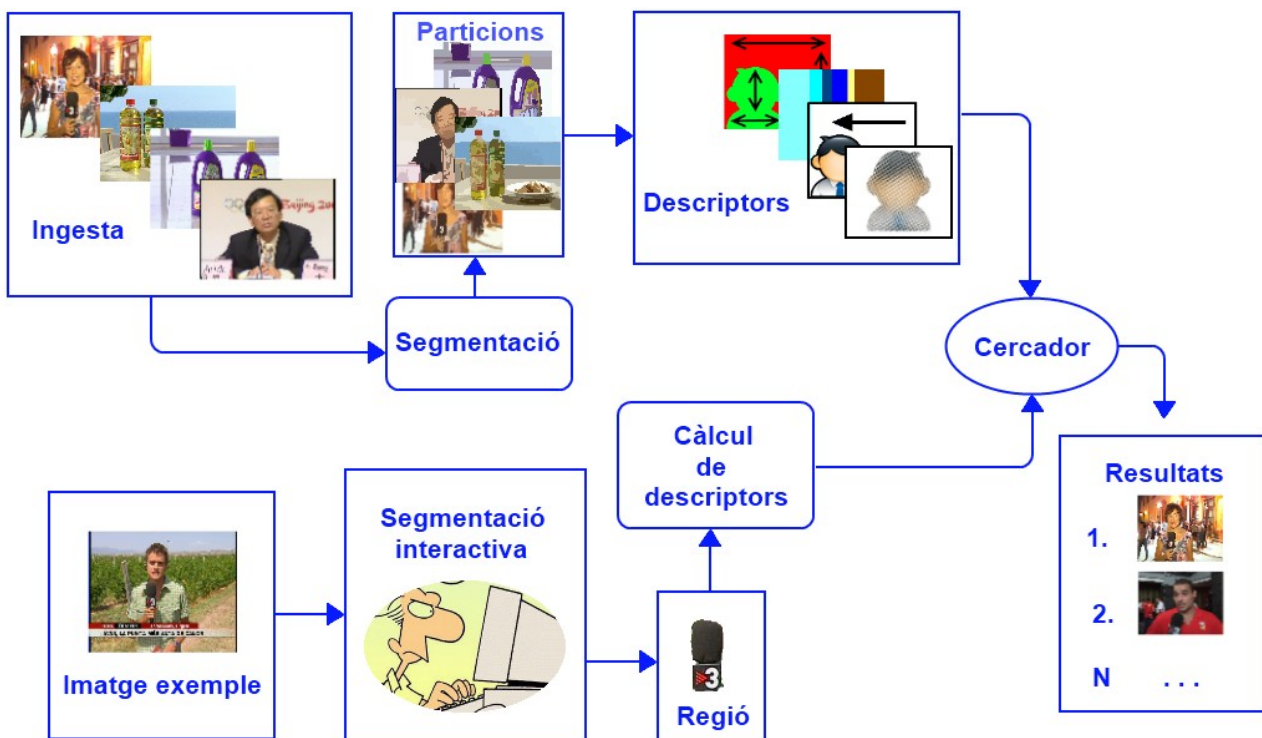 Ingesta
Particions
Descriptors
Segmentació
Cercador
Càlcul
de
descriptors
Imatge exemple
Segmentació
interactiva
Regió
3
Resultats
1.
2.
N . . .